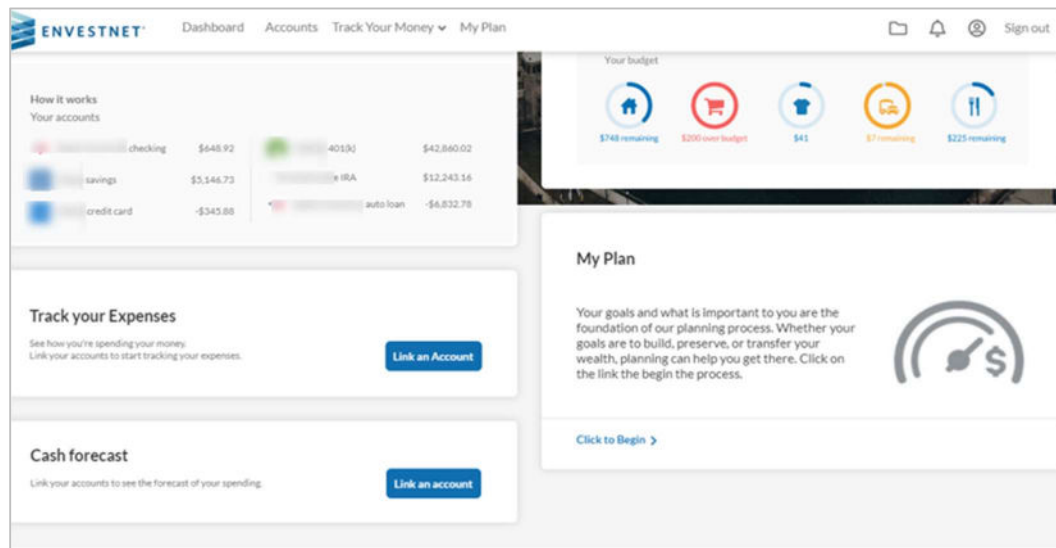 ENVESTNET
Dashboard Accounts Track Your Money My Plan
Sign out
How it works
Your accounts
checking $648.92
savings $5,146.73
credit card -$345.88
401(k) $42,860.02
e IRA $12,243.16
auto loan -$6,832.78
Track your Expenses
See how you're spending your money.
Link your accounts to start tracking your expenses.
Link an Account
Cash forecast
Link your accounts to see the forecast of your spending.
Link an account
Your budget
$748 remaining $200 over budget $41 $7 remaining $225 remaining
My Plan
Your goals and what is important to you are the
foundation of our planning process. Whether your
goals are to build, preserve, or transfer your
wealth, planning can help you get there. Click on
the link the begin the process.
$
Click to Begin >